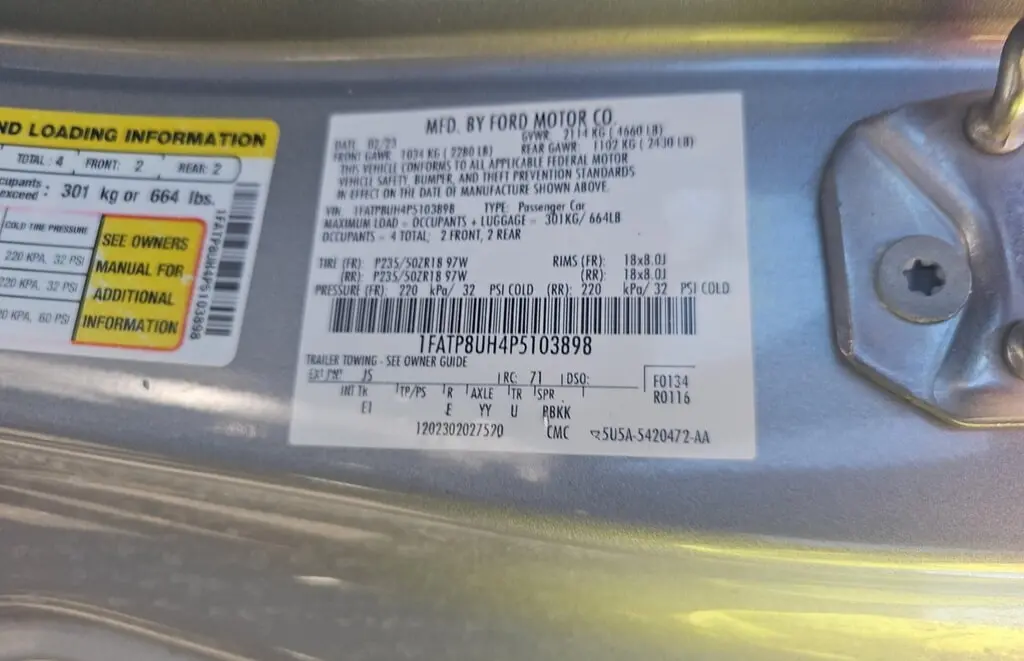 ND LOADING INFORMATION
TOTAL: 4 FRONT: 2 REAR: 2
cupants
exceed : 301 kg or 664 lbs.
COLD TIRE PRESSURE
220 KPA, 32 PSI
220 KPA, 32 PSI
0 KPA, 60 PSI
SEE OWNERS
MANUAL FOR
ADDITIONAL
INFORMATION
1FATP8UH4P5103898
MFD. BY FORD MOTOR CO.
DATE: 02/23 GVWR: 2114 KG ( 4660 LB)
FRONT GAWR: 1034 KG ( 2280 LB) REAR GAWR: 1102 KG ( 2430 LB)
THIS VEHICLE CONFORMS TO ALL APPLICABLE FEDERAL MOTOR
VEHICLE SAFETY, BUMPER, AND THEFT PREVENTION STANDARDS
IN EFFECT ON THE DATE OF MANUFACTURE SHOWN ABOVE.
VIN: 1FATP8UH4P5103898 TYPE: Passenger Car
MAXIMUM LOAD - OCCUPANTS + LUGGAGE - 301KG/ 664LB
OCCUPANTS - 4 TOTAL; 2 FRONT, 2 REAR
TIRE (FR): P235/50ZR18 97W RIMS (FR): 18x8.0J
(RR): P235/50ZR18 97W (RR): 18x8.0J
PRESSURE (FR): 220 kPa/ 32 PSI COLD (RR): 220 kPa/ 32 PSI COLD
1FATP8UH4P5103898
TRAILER TOWING - SEE OWNER GUIDE
EXT PNT JS RC: 71 DSO: F0134
INT TR TP/PS R AXLE TR SPR R0116
EI E YY U PBKK
1202302027520 CMC 5U5A-5420472-AA